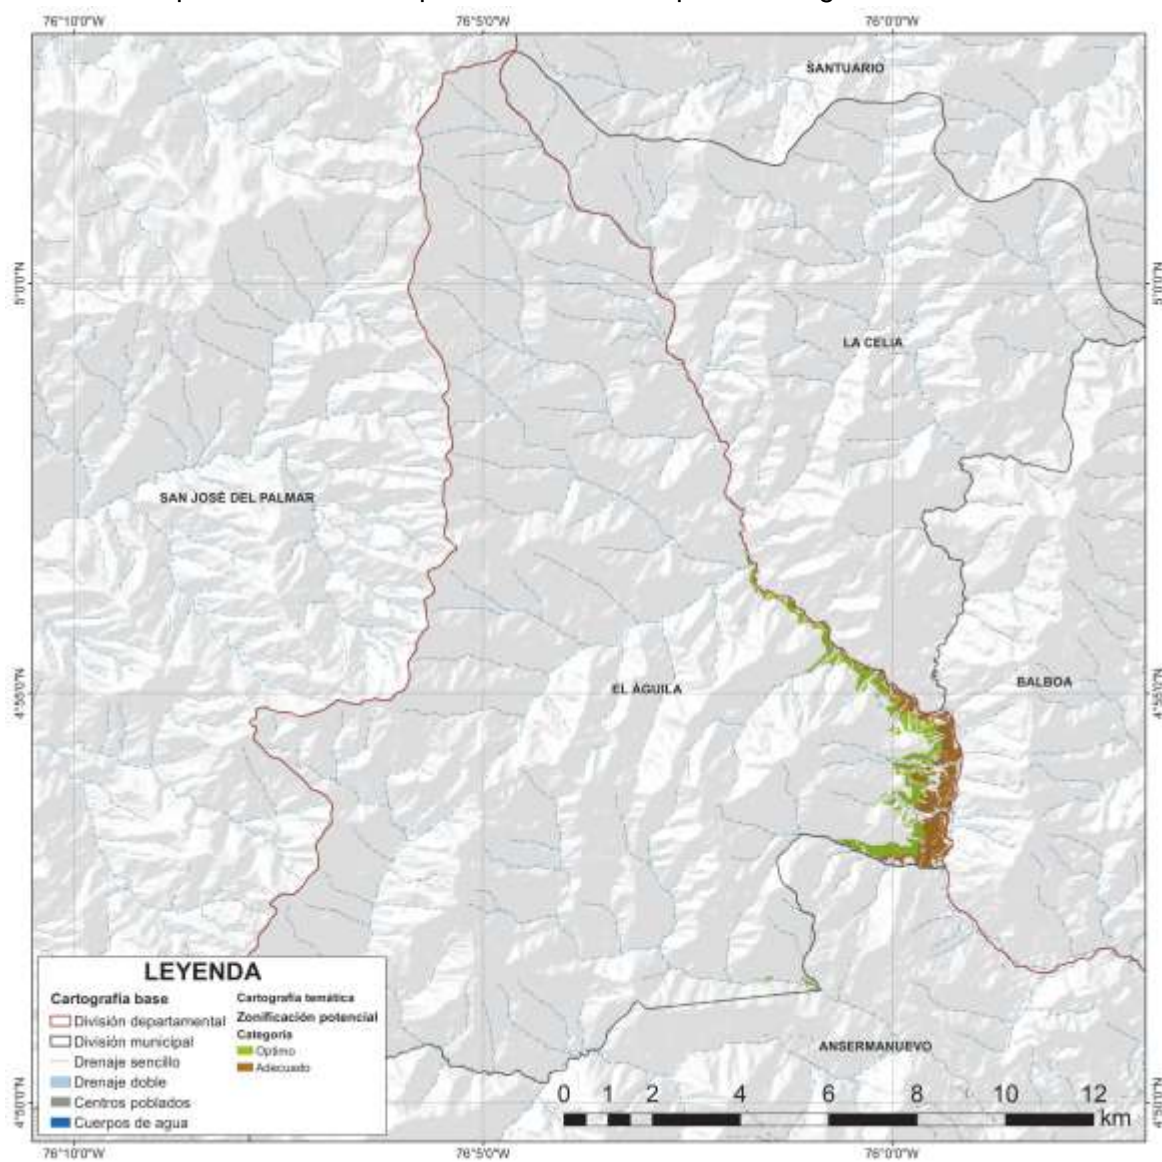 76°10'0"W 76°5'0"W 76°0'0"W
SANTUARIO
5°0'0"N 5°0'0"N
LA CELIA
SAN JOSÉ DEL PALMAR
EL ÁGUILA
BALBOA
4°55'0"N 4°55'0"N
LEYENDA
Cartografía base
División departamental
División municipal
Drenaje sencillo
Drenaje doble
Centros poblados
Cuerpos de agua
Cartografía temática
Zonificación potencial
Categoría
Optimo
Adecuado
ANSERMANUEVO
0 1 2 4 6 8 10 12
km
4°50'0"N 4°50'0"N
76°10'0"W 76°5'0"W 76°0'0"W